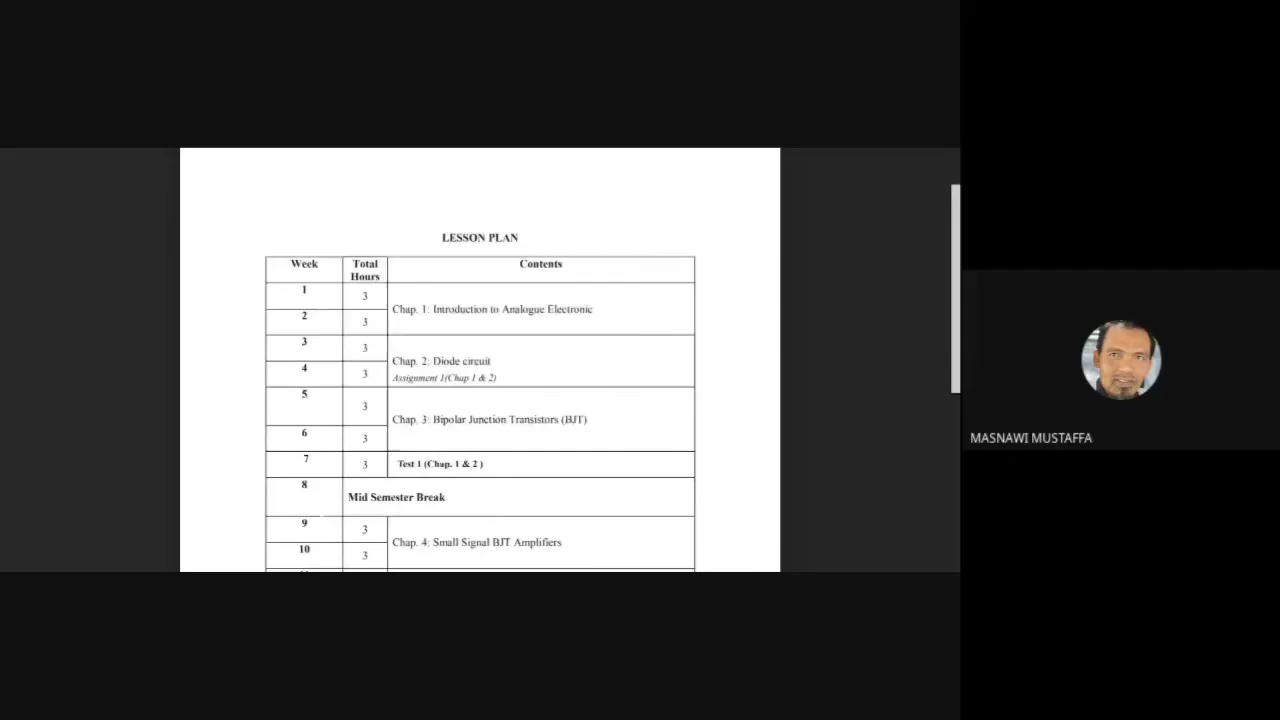 LESSON PLAN
Week Total Hours Contents
1 3 Chap. 1: Introduction to Analogue Electronic
2 3
3 3 Chap. 2: Diode circuit
4 3 Assignment 1(Chap 1 & 2)
5 3 Chap. 3: Bipolar Junction Transistors (BJT)
6 3
7 3 Test 1 (Chap. 1 & 2 )
8 Mid Semester Break
9 3 Chap. 4: Small Signal BJT Amplifiers
10 3
MASNAWI MUSTAFFA